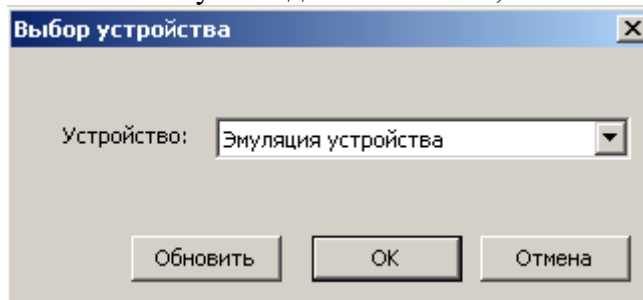 Выбор устройства
Устройство: Эмуляция устройства
Обновить OK Отмена